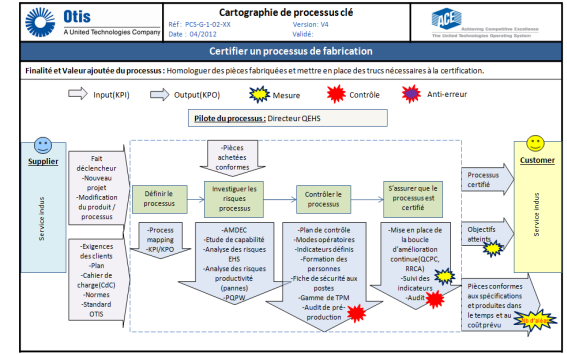 Otis
A United Technologies Company
Cartographie de processus clé
Réf : PCS-G-1-02-XX
Version: V4
Date : 04/2012
Validé:
ACE
Achieving Competitive Excellence
The United Technologies Operating System
Certifier un processus de fabrication
Finalité et Valeur ajoutée du processus : Homologuer des pièces fabriquées et mettre en place des trucs nécessaires à la certification.
Input(KPI)
Output(KPO)
Mesure
Contrôle
Anti-erreur
Pilote du processus : Directeur QEHS
Supplier
Service indus
Fait
déclencheur
-Nouveau
projet
-Modification
du produit /
processus
-Exigences
des clients
-Plan
-Cahier de
charge(CdC)
-Normes
-Standard
OTIS
-Pièces
achetées
conformes
Définir le
processus
Investiguer les
risques
processus
Contrôler le
processus
S'assurer que le
processus est
certifié
-Process
mapping
-KPI/KPO
-AMDEC
-Etude de capabilité
-Analyse des risques
EHS
-Analyse des risques
productivité
(pannes)
-PQPW
-Plan de contrôle
-Modes opératoires
-Indicateurs définis
-Formation des
personnes
-Fiche de sécurité aux
postes
-Gamme de TPM
-Audit de pré-
production
-Mise en place de
la boucle
d'amélioration
continue(QCPC,
RRCA)
-Suivi des
indicateurs
-Audit
Processus
certifié
Objectifs
atteints
Pièces conformes
aux spécifications
et produites dans
le temps et au
coût prévu
Customer
Service indus